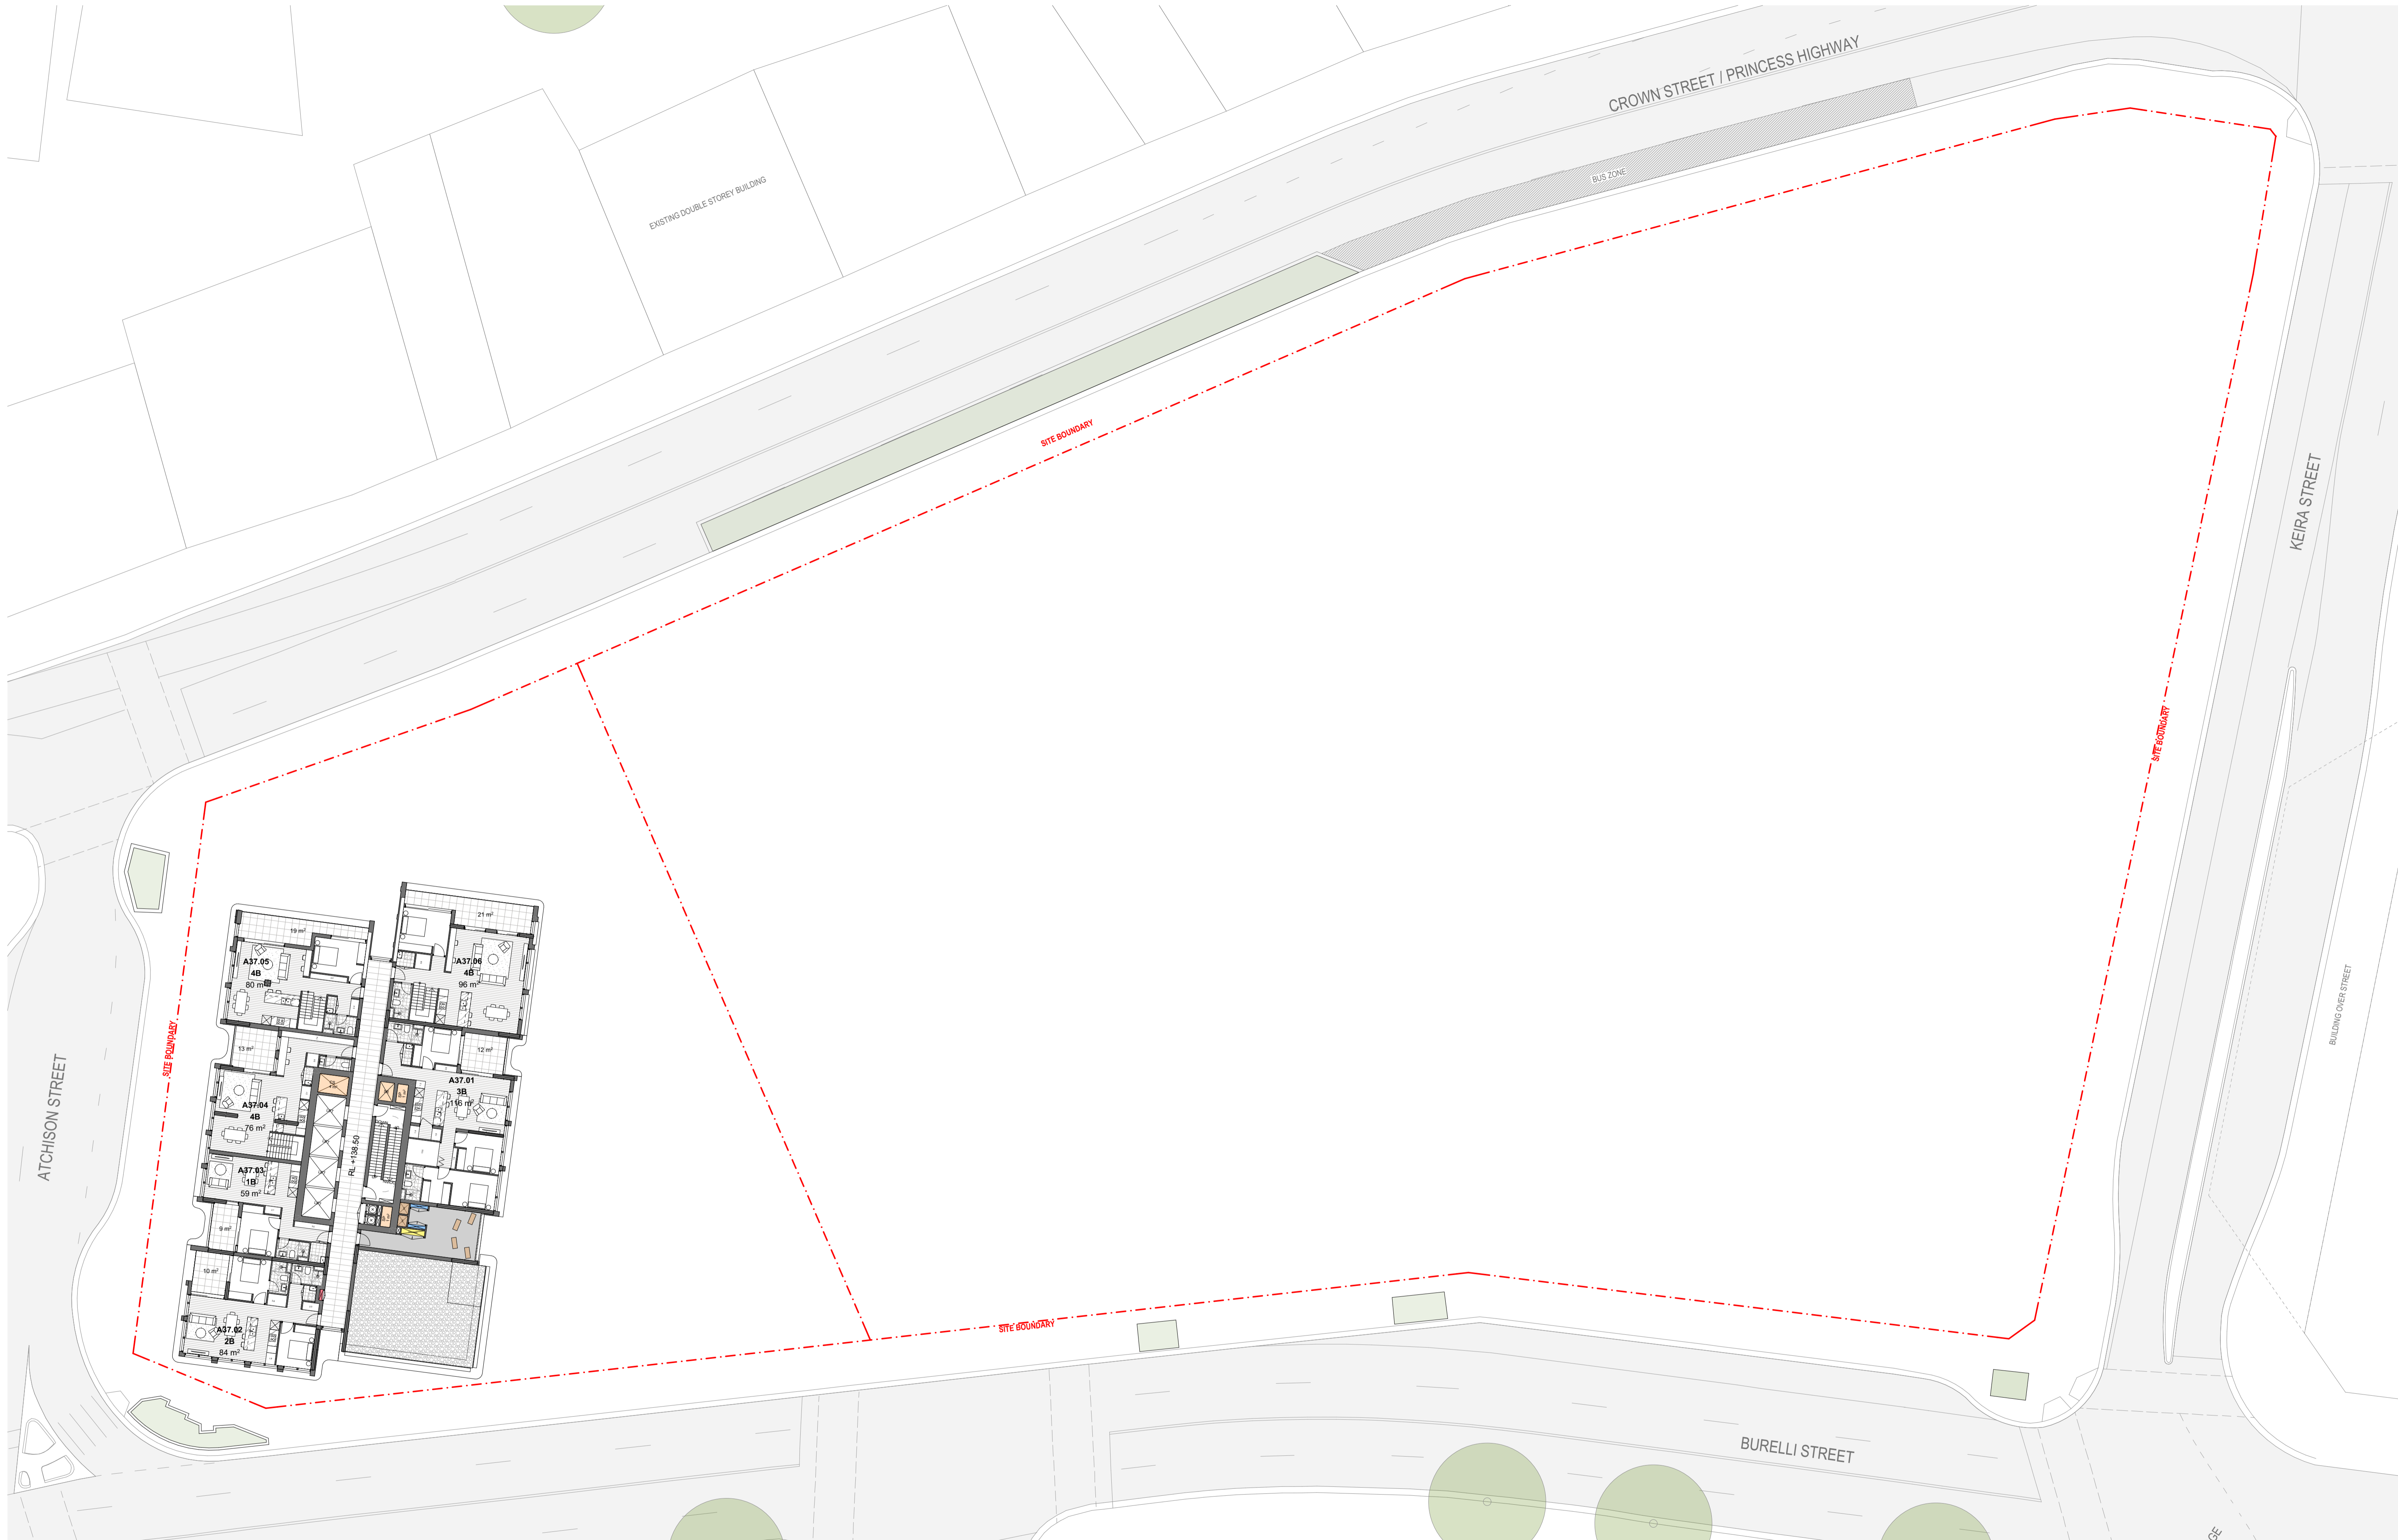 CROWN STREET / PRINCESS HIGHWAY
BUS ZONE
EXISTING DOUBLE STOREY BUILDING
SITE BOUNDARY
KEIRA STREET
SITE BOUNDARY
21 m²
19 m²
A37.05
4B
80 m²
A37.06
4B
96 m²
13 m²
12 m²
SITE BOUNDARY
A37.01
3B
116 m²
A37.04
4B
76 m²
RL +138.50
A37.03
1B
59 m²
9 m²
10 m²
A37.02
2B
84 m²
ATCHISON STREET
SITE BOUNDARY
BUILDING OVER STREET
BURELLI STREET
GE